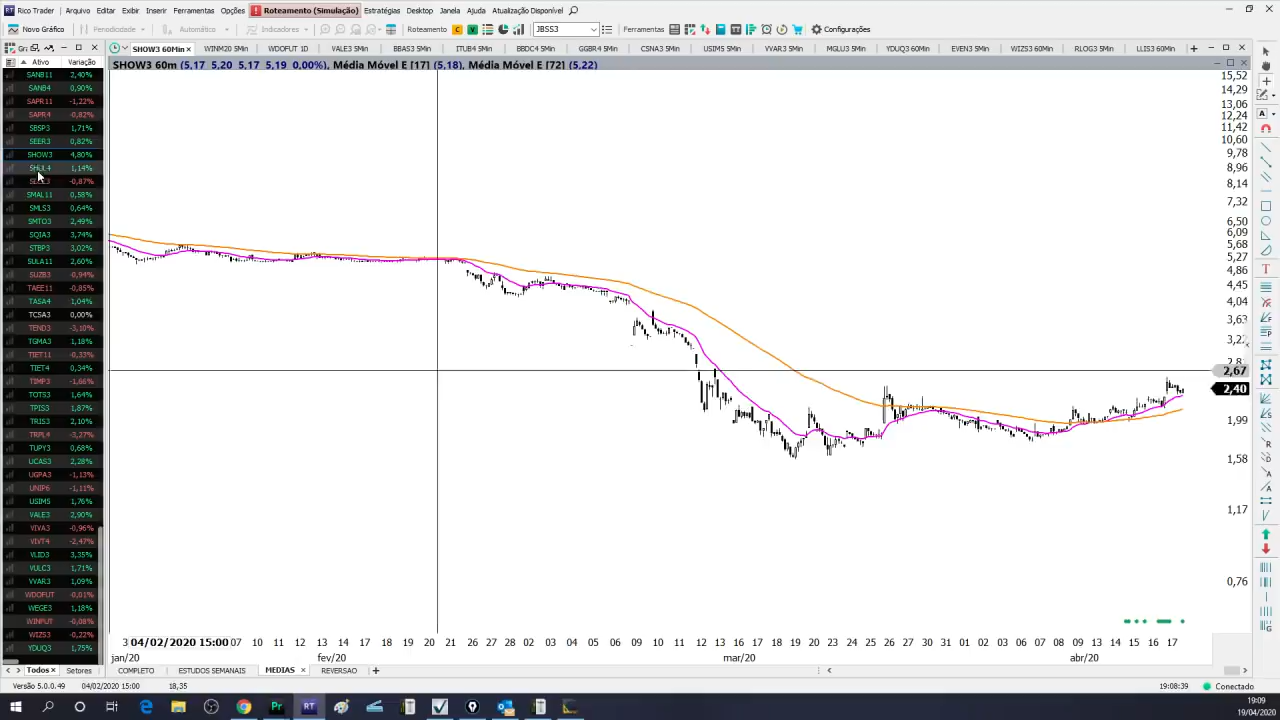 Rico Trader Arquivo Editar Exibir Inserir Ferramentas Opções Roteamento (Simulação) Estratégias Desktop Janela Ajuda Atualização Disponível
Novo Gráfico Periodicidade Automático Indicadores Roteamento C V JBSS3 Ferramentas Configurações
SHOW3 60Min WINM20 5Min WDOFUT 1D VALE3 5Min BBAS3 5Min ITUB4 5Min BBDC4 5Min GGBR4 5Min CSNA3 5Min USIM5 5Min VVAR3 5Min MGLU3 5Min YDUQ3 60Min EVEN3 5Min WIZS3 60Min RLOG3 5Min LLIS3 60Min
Ativo Variação
SHOW3 60m (5,17 5,20 5,17 5,19 0,00%), Média Móvel E [17] (5,18), Média Móvel E [72] (5,22)
SANB11 2,40%
SANB4 0,90%
SAPR11 -1,22%
SAPR4 -0,82%
SBSP3 1,71%
SEER3 0,82%
SHOW3 4,80%
SHUL4 1,14%
-0,87%
SMAL11 0,58%
SMLS3 0,64%
SMTO3 2,49%
SQIA3 3,74%
STBP3 3,02%
SULA11 2,60%
SUZB3 -0,94%
TAEE11 -0,85%
TASA4 1,04%
TCSA3 0,00%
TEND3 -3,10%
TGMA3 1,18%
TIET11 -0,33%
TIET4 0,34%
TIMP3 -1,66%
TOTS3 1,64%
TPIS3 1,87%
TRIS3 2,10%
TRPL4 -3,27%
TUPY3 0,68%
UCAS3 2,28%
UGPA3 -1,13%
UNIP6 -1,11%
USIM5 1,76%
VALE3 2,90%
VIVA3 -0,96%
VIVT4 -2,47%
VLID3 3,35%
VULC3 1,71%
VVAR3 1,09%
WDOFUT -0,01%
WEGE3 1,18%
WINFUT -0,08%
WIZS3 -0,22%
YDUQ3 1,75%
15,52
14,29
13,06
12,24
11,42
10,60
9,78
8,96
8,14
7,32
6,50
6,09
5,68
5,27
4,86
4,45
4,04
3,63
2,67
2,40
1,99
1,58
1,17
0,76
3 04/02/2020 15:00 07 10 11 12 13 14 17 18 19 20 21 26 27 28 02 03 04 05 06 09 10 11 12 13 16 17 18 19 20 23 24 25 26 27 30 31 01 02 03 06 07 08 09 13 14 15 16 17
jan/20 fev/20 mar/20 abr/20
Todos Setores COMPLETO ESTUDOS SEMANAIS MEDIAS REVERSAO
Versão 5.0.0.49 04/02/2020 15:00 18,35 19:08:39 Conectado
19:09
19/04/2020